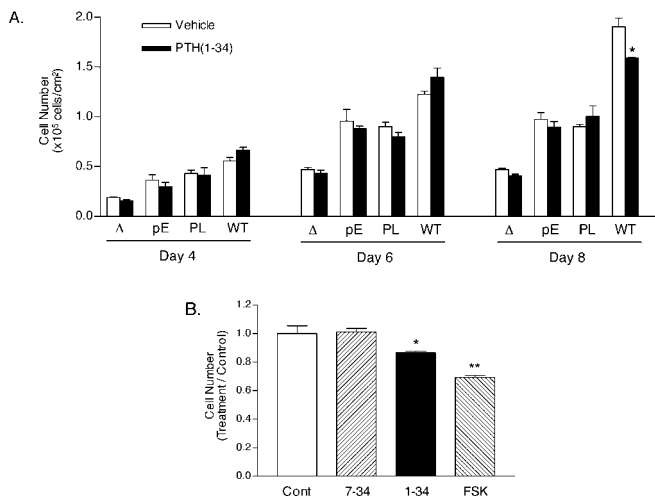 A.
Vehicle
PTH(1-34)
Cell Number
(x10⁵ cells/cm²)
2.0
1.5
1.0
0.5
0.0
*
Δ pE PL WT Δ pE PL WT Δ pE PL WT
Day 4 Day 6 Day 8
B.
Cell Number
(Treatment / Control)
1.2
1.0
0.8
0.6
0.4
0.2
0.0
*
**
Cont 7-34 1-34 FSK